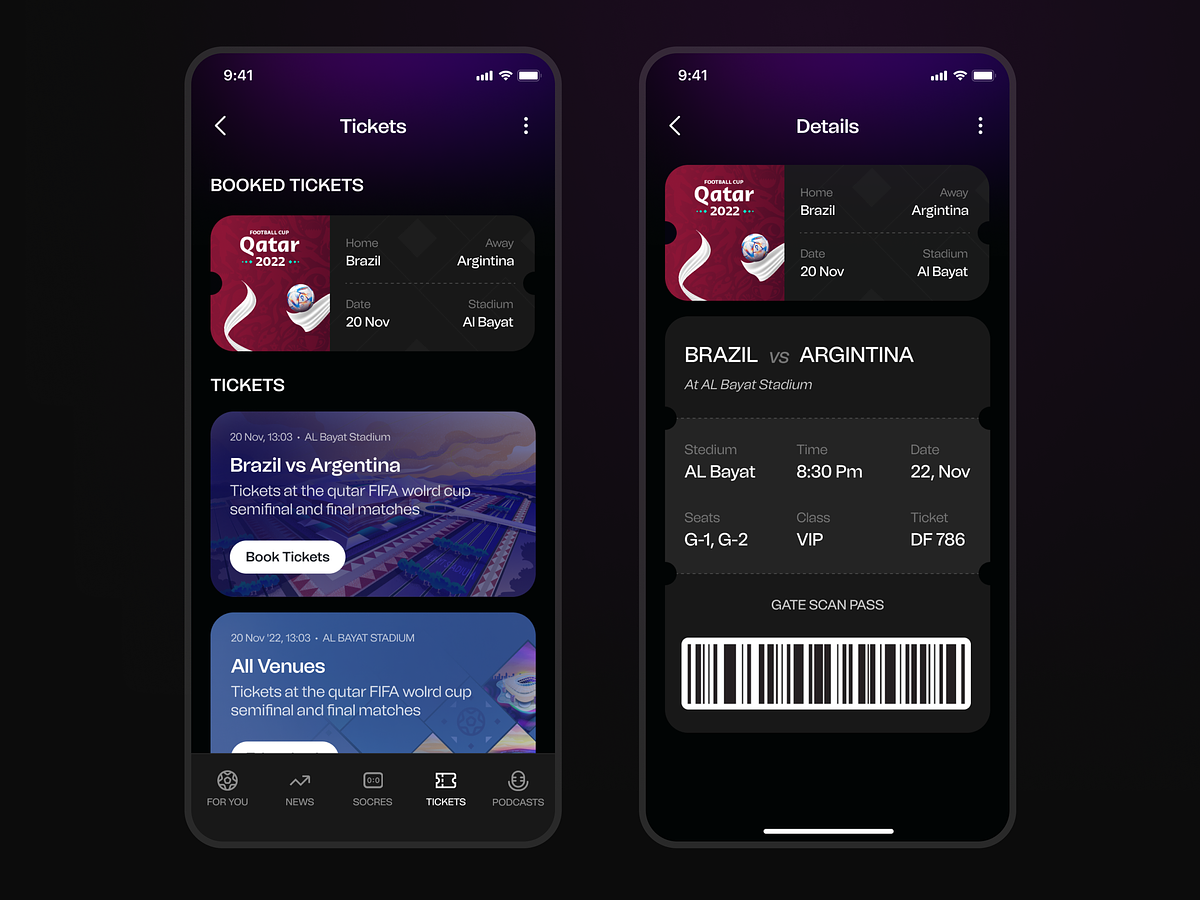 9:41
Tickets
BOOKED TICKETS
FOOTBALL CUP
Qatar
2022
Home Away
Brazil Argintina
Date Stadium
20 Nov Al Bayat
TICKETS
20 Nov, 13:03 • AL Bayat Stadium
Brazil vs Argentina
Tickets at the qutar FIFA wolrd cup
semifinal and final matches
Book Tickets
20 Nov '22, 13:03 • AL BAYAT STADIUM
All Venues
Tickets at the qutar FIFA wolrd cup
semifinal and final matches
0:0
FOR YOU NEWS SOCRES TICKETS PODCASTS
9:41
Details
FOOTBALL CUP
Qatar
2022
Home Away
Brazil Argintina
Date Stadium
20 Nov Al Bayat
BRAZIL VS ARGINTINA
At AL Bayat Stadium
Stedium Time Date
AL Bayat 8:30 Pm 22, Nov
Seats Class Ticket
G-1, G-2 VIP DF 786
GATE SCAN PASS